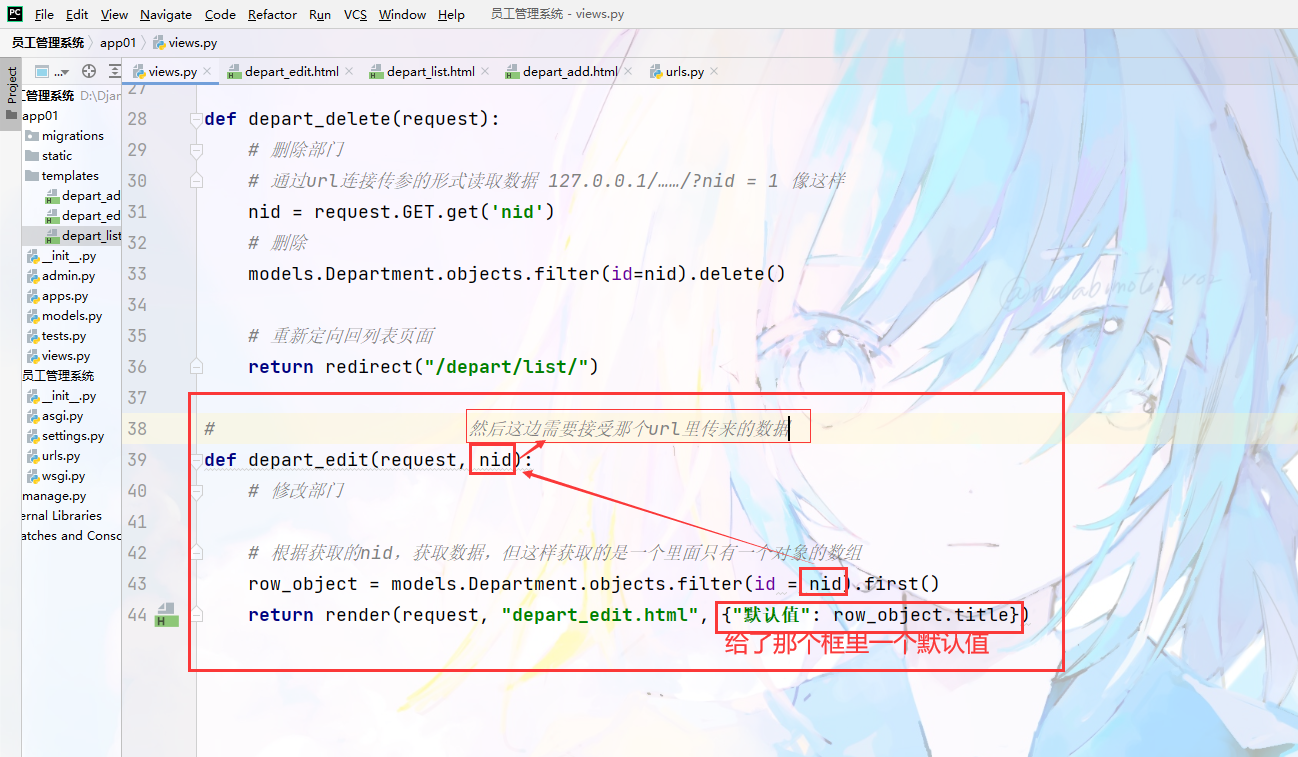 PC File Edit View Navigate Code Refactor Run VCS Window Help 员工管理系统 - views.py
员工管理系统 app01 views.py
Project
... views.py depart_edit.html depart_list.html depart_add.html urls.py
工管理系统 D:\Djar
app01
migrations
static
templates
depart_ad
depart_ed
depart_list
__init__.py
admin.py
apps.py
models.py
tests.py
views.py
员工管理系统
__init__.py
asgi.py
settings.py
urls.py
wsgi.py
manage.py
ernal Libraries
atches and Consc
27
28 def depart_delete(request):
29 # 删除部门
30 # 通过url连接传参的形式读取数据 127.0.0.1/……/?nid = 1 像这样
31 nid = request.GET.get('nid')
32 # 删除
33 models.Department.objects.filter(id=nid).delete()
34
35 # 重新定向回列表页面
36 return redirect("/depart/list/")
37
38 # 然后这边需要接受那个url里传来的数据
39 def depart_edit(request, nid):
40 # 修改部门
41
42 # 根据获取的nid，获取数据，但这样获取的是一个里面只有一个对象的数组
43 row_object = models.Department.objects.filter(id = nid).first()
44 return render(request, "depart_edit.html", {"默认值": row_object.title})
给了那个框里一个默认值